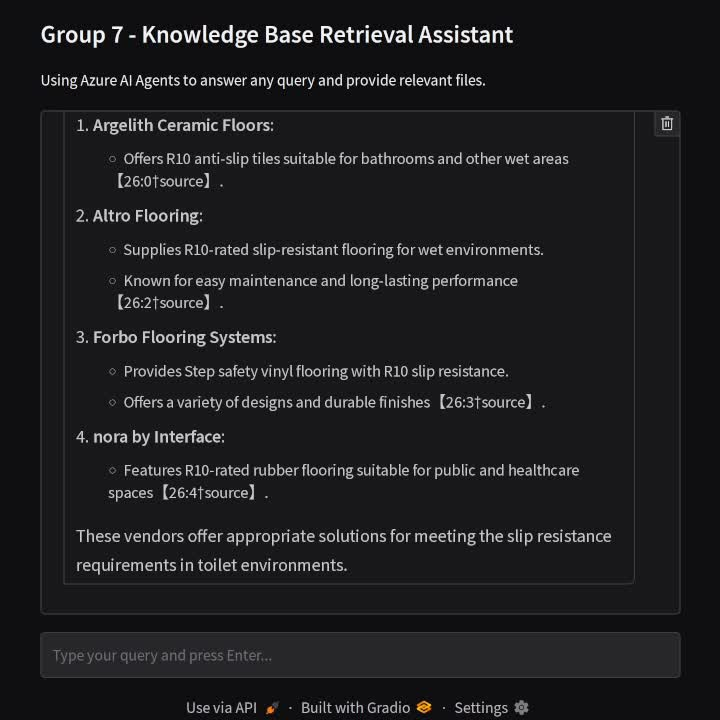 Group 7 - Knowledge Base Retrieval Assistant
Using Azure AI Agents to answer any query and provide relevant files.
1. Argelith Ceramic Floors:
○ Offers R10 anti-slip tiles suitable for bathrooms and other wet areas
【26:0†source】.
2. Altro Flooring:
○ Supplies R10-rated slip-resistant flooring for wet environments.
○ Known for easy maintenance and long-lasting performance
【26:2†source】.
3. Forbo Flooring Systems:
○ Provides Step safety vinyl flooring with R10 slip resistance.
○ Offers a variety of designs and durable finishes【26:3†source】.
4. nora by Interface:
○ Features R10-rated rubber flooring suitable for public and healthcare
spaces【26:4†source】.
These vendors offer appropriate solutions for meeting the slip resistance
requirements in toilet environments.
Type your query and press Enter...
Use via API · Built with Gradio · Settings